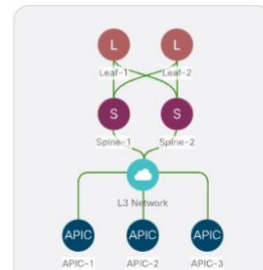 L L
Leaf-1 Leaf-2
S S
Spine-1 Spine-2
L3 Network
APIC APIC APIC
APIC-1 APIC-2 APIC-3